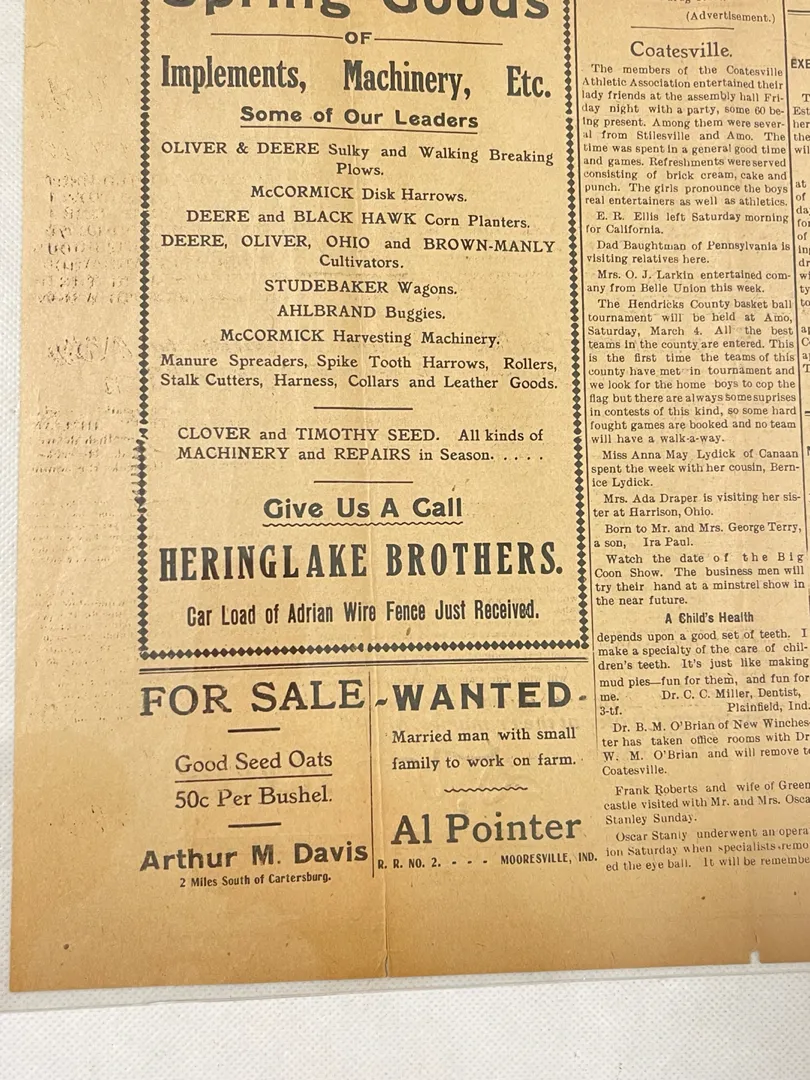 Spring Goods
OF
Implements, Machinery, Etc.
Some of Our Leaders
OLIVER & DEERE Sulky and Walking Breaking
Plows.
McCORMICK Disk Harrows.
DEERE and BLACK HAWK Corn Planters.
DEERE, OLIVER, OHIO and BROWN-MANLY
Cultivators.
STUDEBAKER Wagons.
AHLBRAND Buggies.
McCORMICK Harvesting Machinery.
Manure Spreaders, Spike Tooth Harrows, Rollers,
Stalk Cutters, Harness, Collars and Leather Goods.
CLOVER and TIMOTHY SEED. All kinds of
MACHINERY and REPAIRS in Season. . . . .
Give Us A Call
HERINGLAKE BROTHERS.
Car Load of Adrian Wire Fence Just Received.
FOR SALE
Good Seed Oats
50c Per Bushel.
Arthur M. Davis
2 Miles South of Cartersburg.
-WANTED-
Married man with small
family to work on farm.
Al Pointer
R. R. NO. 2. - - - MOORESVILLE, IND.
(Advertisement.)
Coatesville.
The members of the Coatesville
Athletic Association entertained their
lady friends at the assembly hall Fri-
day night with a party, some 60 be-
ing present. Among them were sever-
al from Stilesville and Amo. The
time was spent in a general good time
and games. Refreshments were served
consisting of brick cream, cake and
punch. The girls pronounce the boys
real entertainers as well as athletics.
E. R. Ellis left Saturday morning
for California.
Dad Baughtman of Pennsylvania is
visiting relatives here.
Mrs. O. J. Larkin entertained com-
any from Belle Union this week.
The Hendricks County basket ball
tournament will be held at Amo,
Saturday, March 4. All the best
teams in the county are entered. This
is the first time the teams of this
county have met in tournament and
we look for the home boys to cop the
flag but there are always some suprises
in contests of this kind, so some hard
fought games are booked and no team
will have a walk-a-way.
Miss Anna May Lydick of Canaan
spent the week with her cousin, Bern-
ice Lydick.
Mrs. Ada Draper is visiting her sis-
ter at Harrison, Ohio.
Born to Mr. and Mrs. George Terry,
a son, Ira Paul.
Watch the date of the Big
Coon Show. The business men will
try their hand at a minstrel show in
the near future.
A Child's Health
depends upon a good set of teeth. I
make a specialty of the care of chil-
dren's teeth. It's just like making
mud pies—fun for them, and fun for
me. Dr. C. C. Miller, Dentist,
3-tf. Plainfield, Ind.
Dr. B. M. O'Brian of New Winches-
ter has taken office rooms with Dr
W. M. O'Brian and will remove to
Coatesville.
Frank Roberts and wife of Green
castle visited with Mr. and Mrs. Osca
Stanley Sunday.
Oscar Stanly underwent an opera
ion Saturday when specialists remo
ed the eye ball. It will be remembe